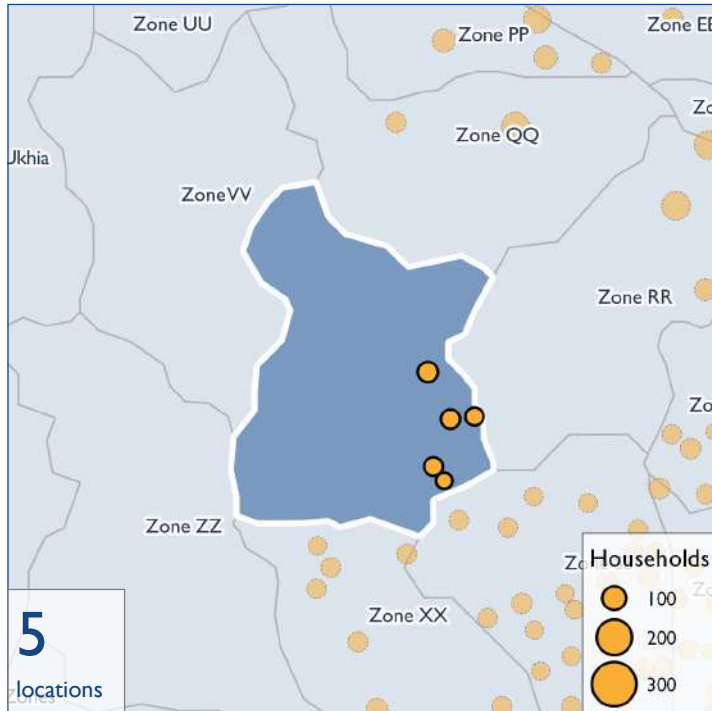 Zone UU
Zone PP
Zone EE
Zone QQ
Ukhia
Zone VV
Zone RR
Zone ZZ
Zone XX
Households
100
200
300
5
locations